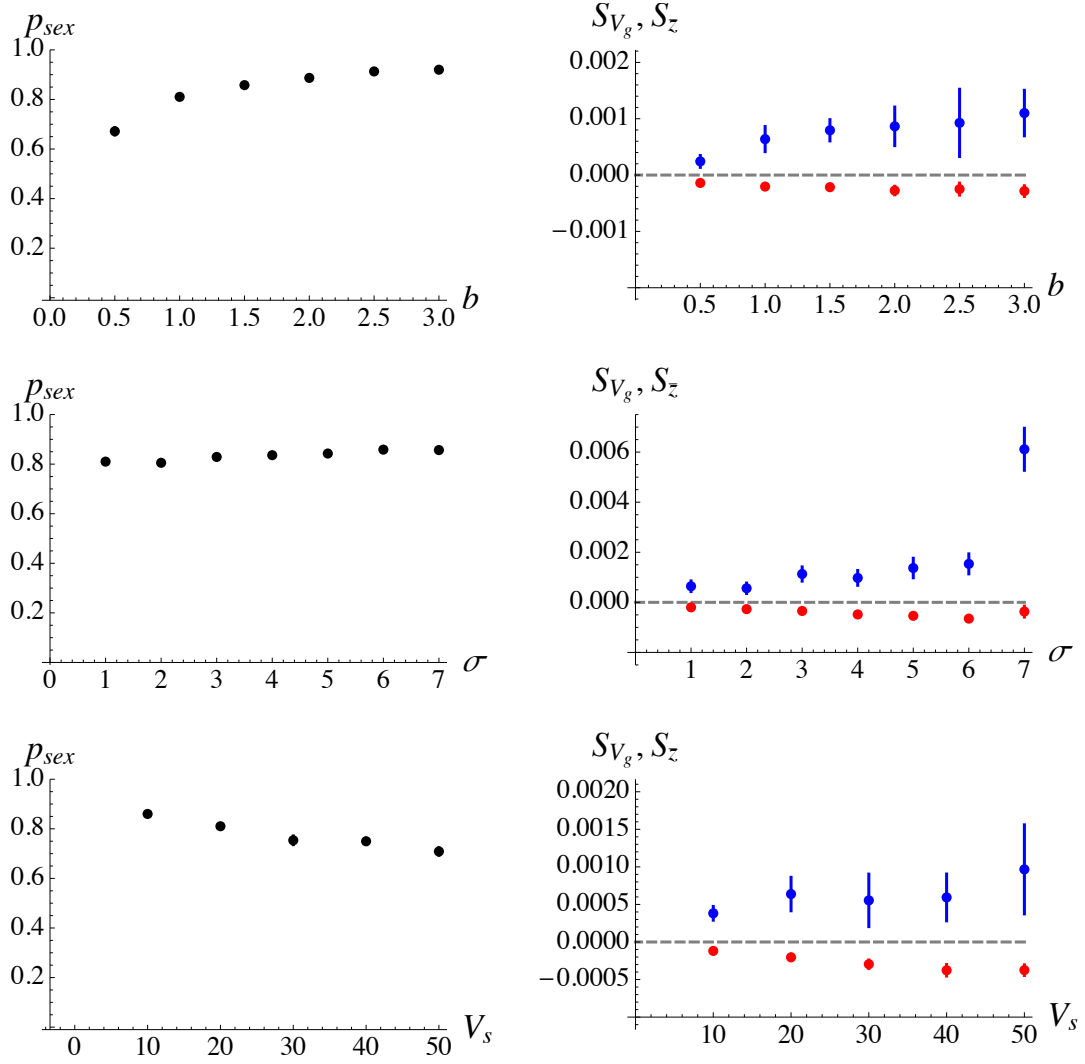 p_sex
1.0
0.8
0.6
0.4
0.2
0.0 0.5 1.0 1.5 2.0 2.5 3.0 b
S_{V_g}, S_z̄
0.002
0.001
0.000
−0.001
0.5 1.0 1.5 2.0 2.5 3.0 b
p_sex
1.0
0.8
0.6
0.4
0.2
0 1 2 3 4 5 6 7 σ
S_{V_g}, S_z̄
0.006
0.004
0.002
0.000
1 2 3 4 5 6 7 σ
p_sex
1.0
0.8
0.6
0.4
0.2
0 10 20 30 40 50 V_s
S_{V_g}, S_z̄
0.0020
0.0015
0.0010
0.0005
0.0000
−0.0005
10 20 30 40 50 V_s